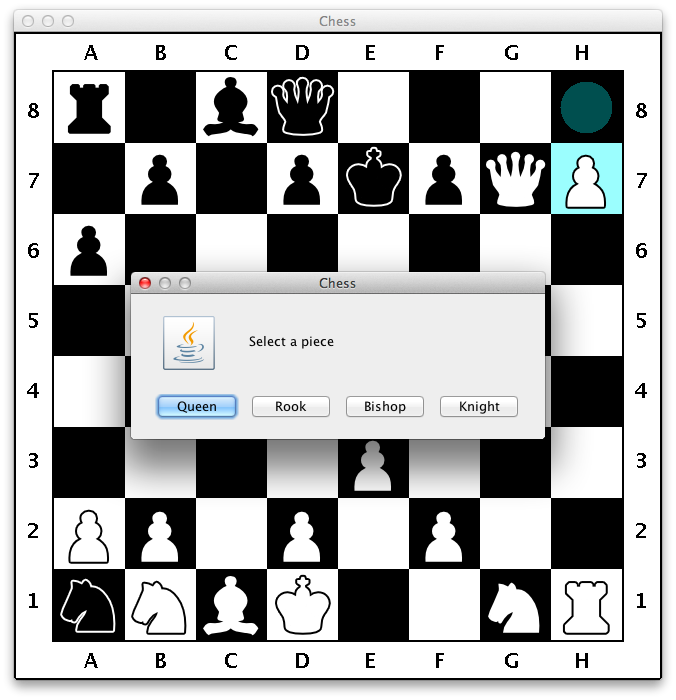 Chess
A B C D E F G H
8 8
7 7
6 6
Chess
5 5
Select a piece
4 4
Queen Rook Bishop Knight
3 3
2 2
1 1
A B C D E F G H